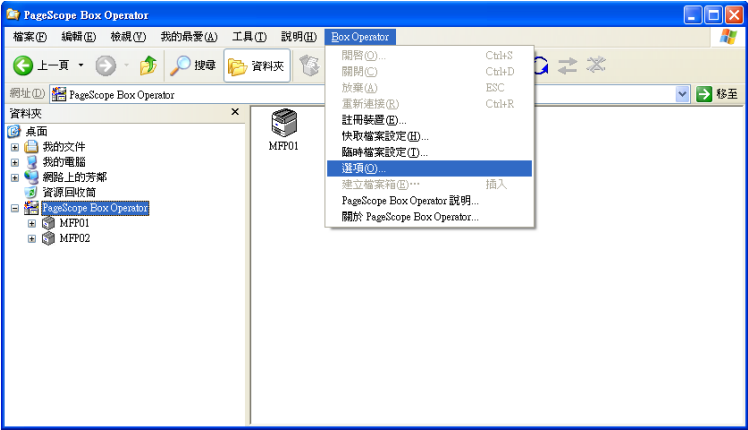 PageScope Box Operator
檔案(F) 編輯(E) 檢視(V) 我的最愛(A) 工具(T) 說明(H) Box Operator
上一頁 搜尋 資料夾
網址(D) PageScope Box Operator 移至
資料夾
桌面
我的文件
我的電腦
網路上的芳鄰
資源回收筒
PageScope Box Operator
MFP01
MFP02
MFP01
開啓(O)... Ctrl+S
關閉(C) Ctrl+D
放棄(A) ESC
重新連接(R) Ctrl+R
註冊裝置(E)...
快取檔案設定(H)...
臨時檔案設定(T)...
選項(O)...
建立檔案箱(E)··· 插入
PageScope Box Operator 說明...
關於 PageScope Box Operator...